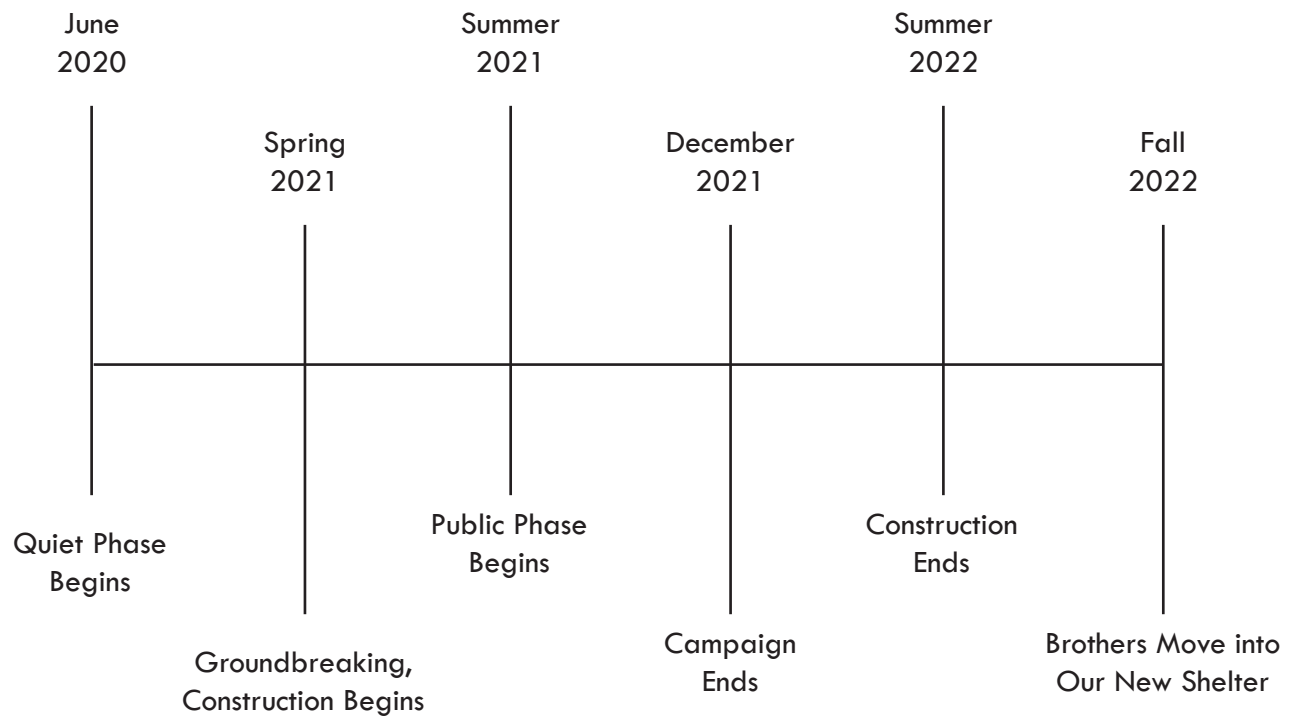 June
2020
Summer
2021
Summer
2022
Spring
2021
December
2021
Fall
2022
Quiet Phase
Begins
Public Phase
Begins
Construction
Ends
Groundbreaking,
Construction Begins
Campaign
Ends
Brothers Move into
Our New Shelter